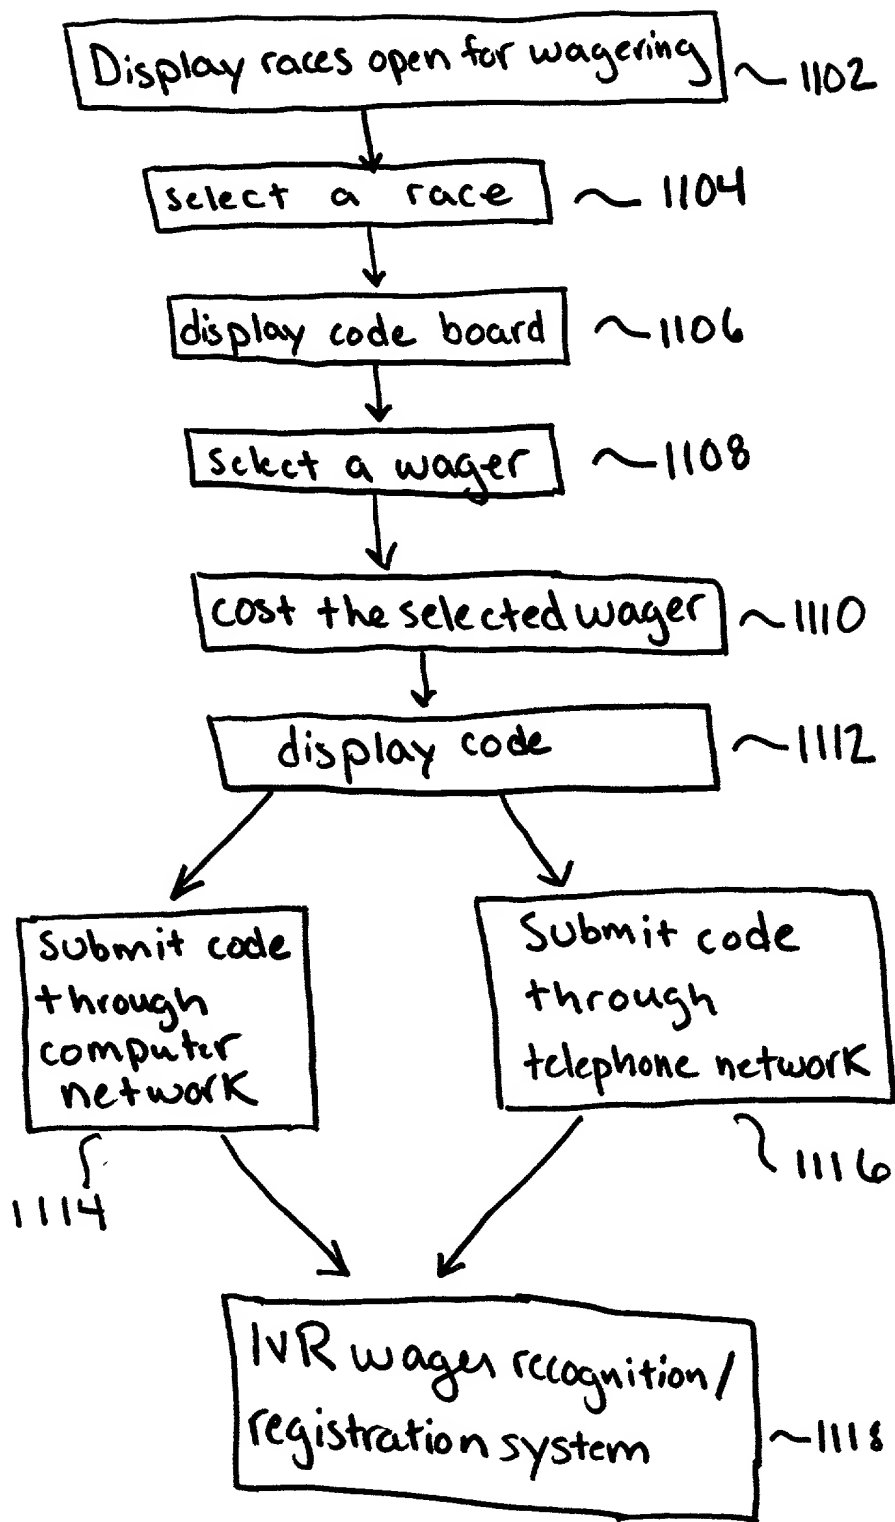 Display races open for wagering 1102
select a race 1104
display code board 1106
select a wager 1108
cost the selected wager 1110
display code 1112
Submit code
through
computer
network
1114
Submit code
through
telephone network
1116
IVR wager recognition/
registration system 1118